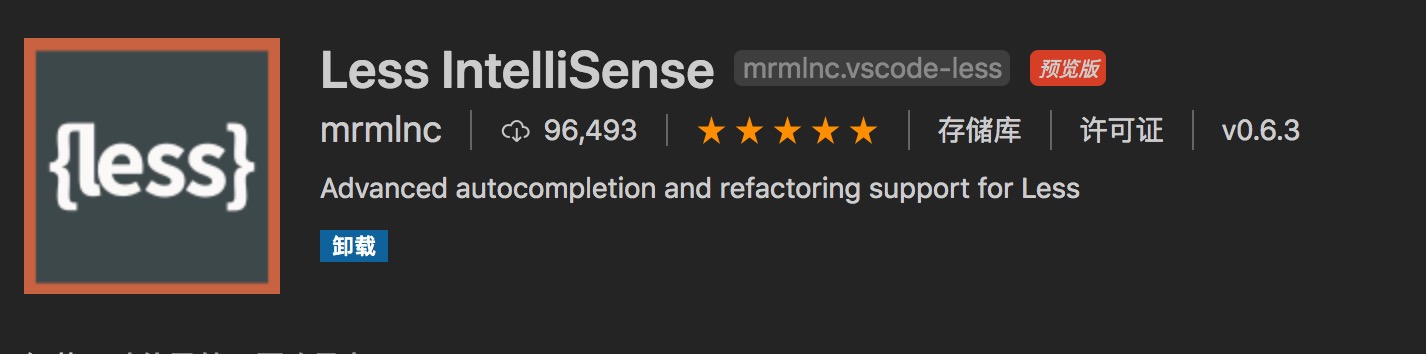 {less}
Less IntelliSense mrmlnc.vscode-less 预览版
mrmlnc 96,493 存储库 许可证 v0.6.3
Advanced autocompletion and refactoring support for Less
卸载